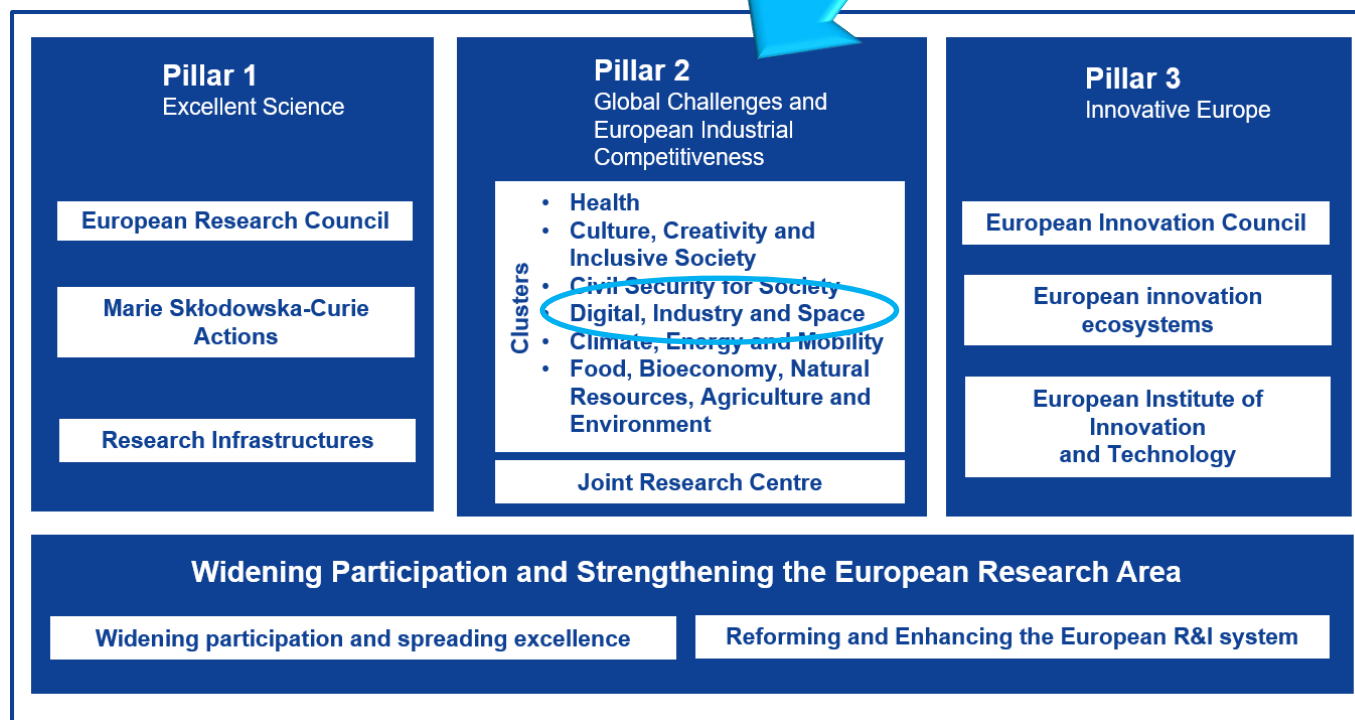 Pillar 1
Excellent Science
European Research Council
Marie Skłodowska-Curie
Actions
Research Infrastructures
Pillar 2
Global Challenges and
European Industrial
Competitiveness
Clusters
• Health
• Culture, Creativity and
Inclusive Society
• Civil Security for Society
• Digital, Industry and Space
• Climate, Energy and Mobility
• Food, Bioeconomy, Natural
Resources, Agriculture and
Environment
Joint Research Centre
Pillar 3
Innovative Europe
European Innovation Council
European innovation
ecosystems
European Institute of
Innovation
and Technology
Widening Participation and Strengthening the European Research Area
Widening participation and spreading excellence
Reforming and Enhancing the European R&I system